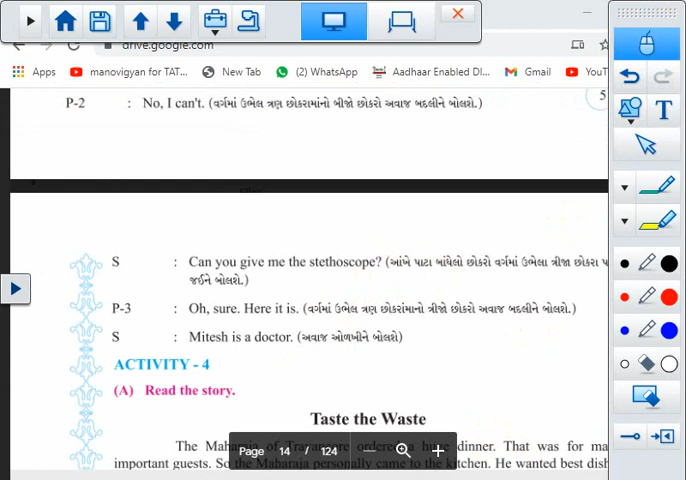 drive.google.com
Apps manovigyan for TAT... New Tab (2) WhatsApp Aadhaar Enabled DI... Gmail YouT
P-2 : No, I can't. (વર્ગમાં ઉભેલ ત્રણ છોકરામાંનો બીજો છોકરો અવાજ બદલીને બોલશે.)
5
S : Can you give me the stethoscope? (આંખે પાટા બાંધેલો છોકરો વર્ગમાં ઉભેલા ત્રીજા છોકરા પ
જઈને બોલશે.)
P-3 : Oh, sure. Here it is. (વર્ગમાં ઉભેલ ત્રણ છોકરાંમાનો ત્રીજો છોકરો અવાજ બદલીને બોલશે.)
S : Mitesh is a doctor. (અવાજ ઓળખીને બોલશે)
ACTIVITY - 4
(A) Read the story.
Taste the Waste
The Maharaja of Travancore ordered a huge dinner. That was for ma
Page 14 / 124
important guests. So the Maharaja personally came to the kitchen. He wanted best dish
T